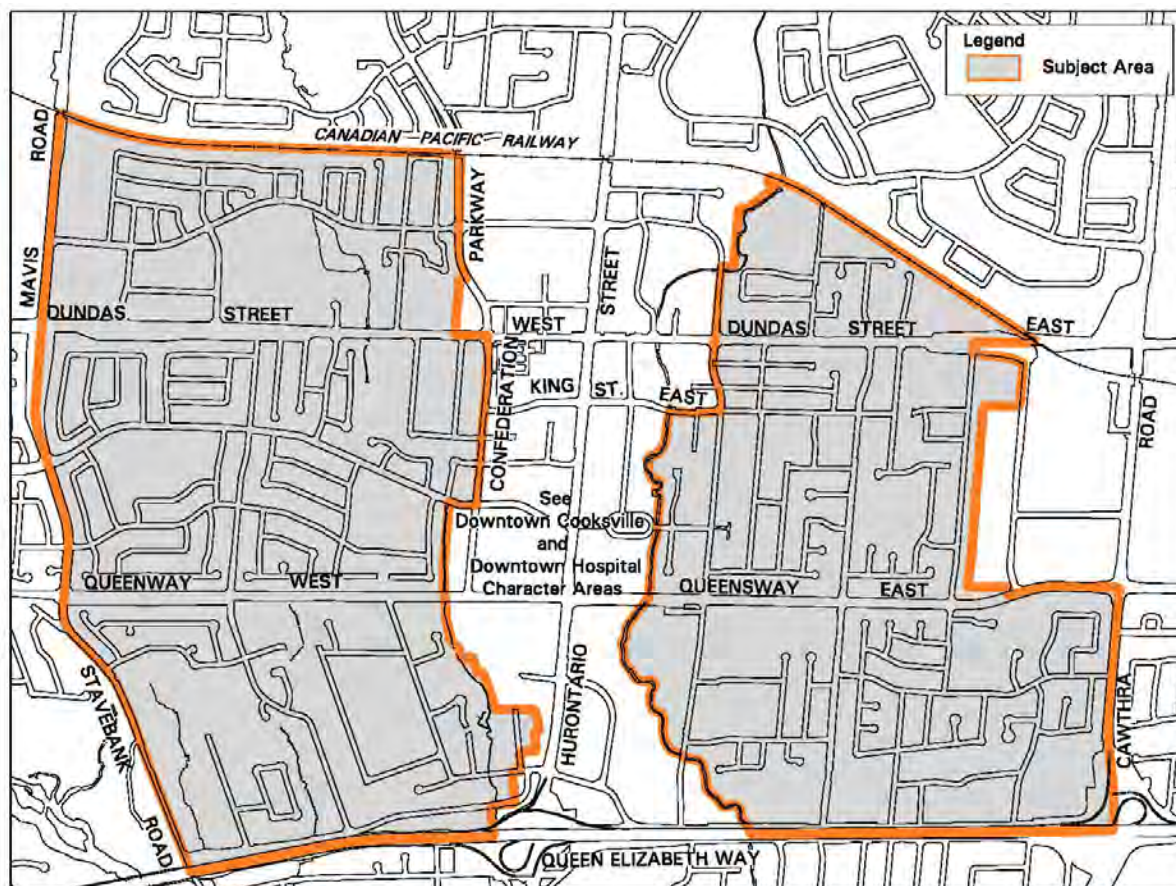 Legend
Subject Area
CANADIAN PACIFIC RAILWAY
ROAD
MAVIS
PARKWAY
STREET
DUNDAS STREET WEST
DUNDAS STREET EAST
KING ST. EAST
CONFEDERATION
ROAD
See
Downtown Cooksville
and
Downtown Hospital
Character Areas
QUEENWAY WEST
QUEENSWAY EAST
HURONTARIO
STAVEBANK
ROAD
CAWTHRA
QUEEN ELIZABETH WAY